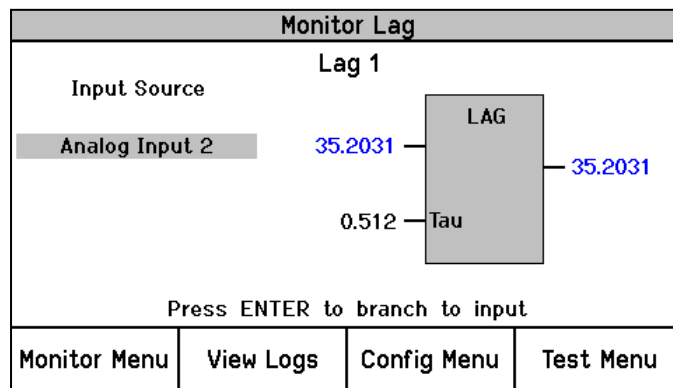 Monitor Lag
Lag 1
Input Source
LAG
Analog Input 2 35.2031
35.2031
0.512 Tau
Press ENTER to branch to input
Monitor Menu View Logs Config Menu Test Menu